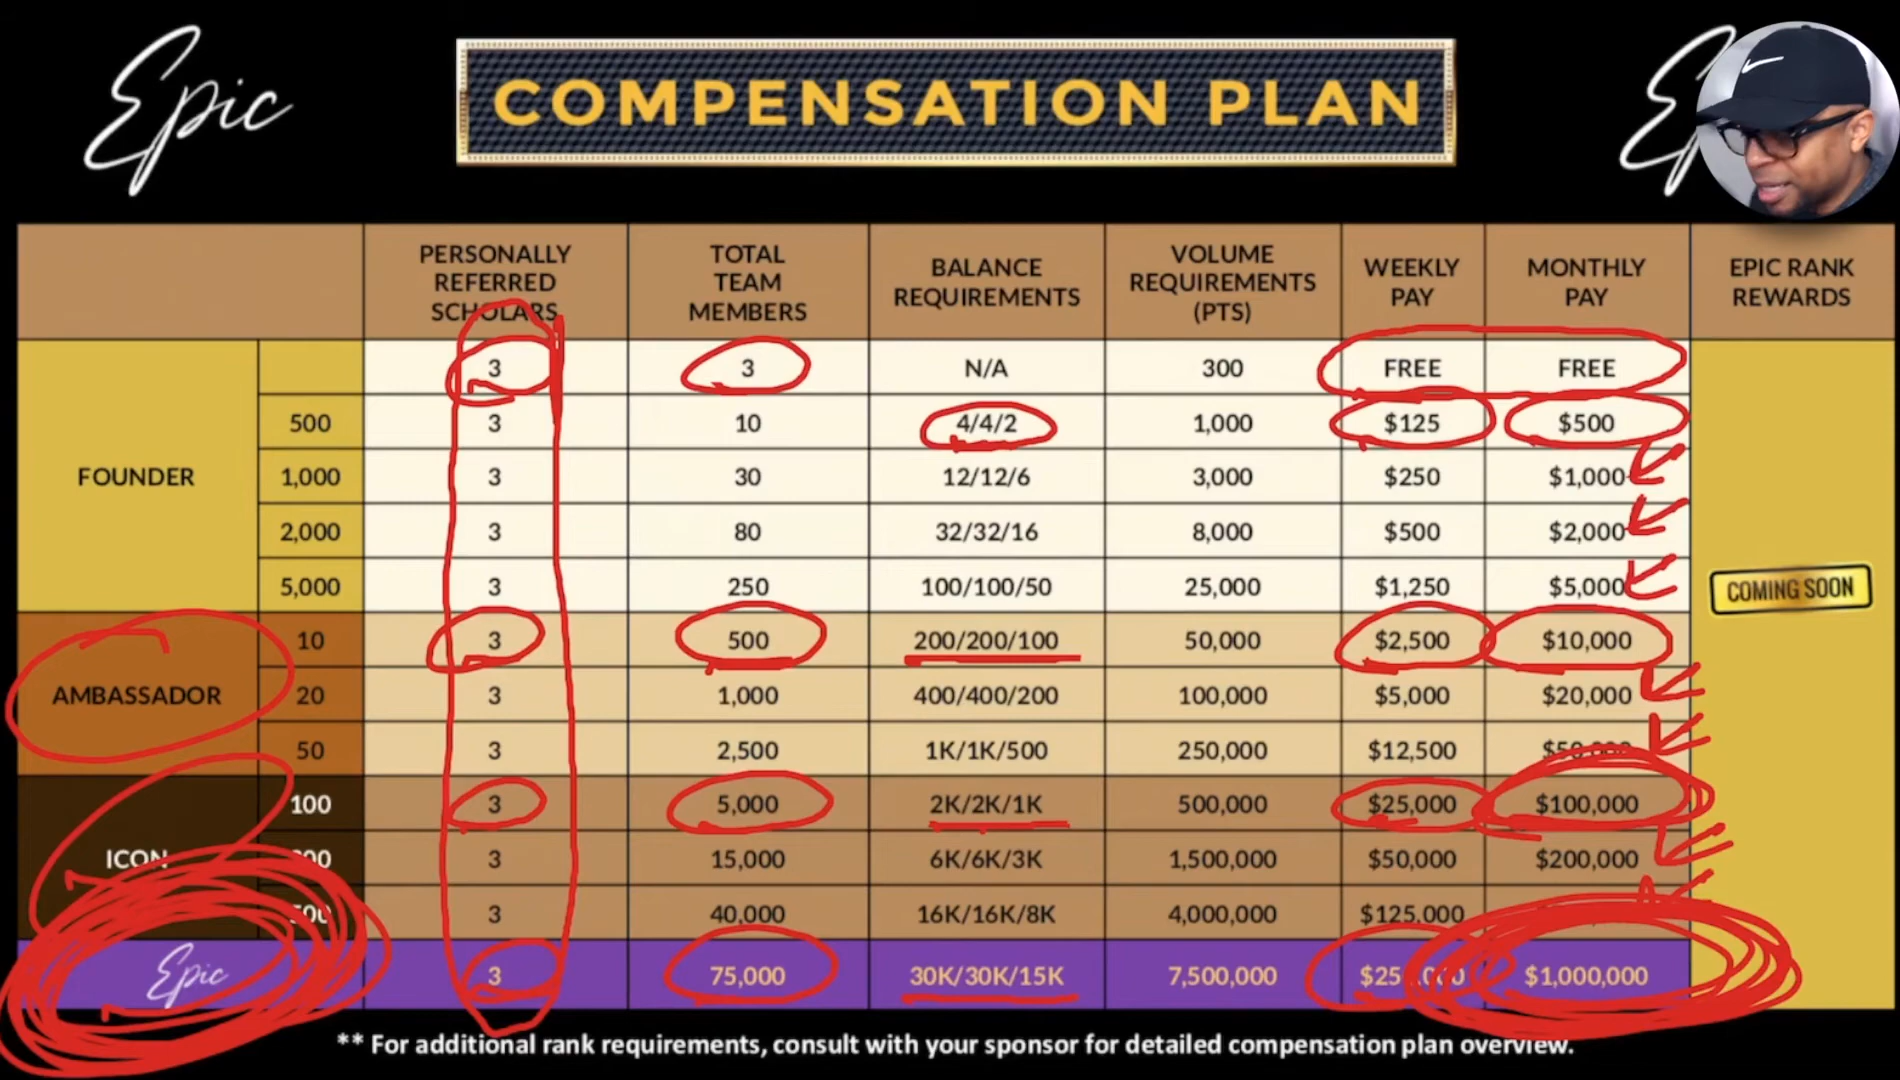 Epic
COMPENSATION PLAN
PERSONALLY REFERRED SCHOLARS
TOTAL TEAM MEMBERS
BALANCE REQUIREMENTS
VOLUME REQUIREMENTS (PTS)
WEEKLY PAY
MONTHLY PAY
EPIC RANK REWARDS
3 3 N/A 300 FREE FREE
500 3 10 4/4/2 1,000 $125 $500
FOUNDER 1,000 3 30 12/12/6 3,000 $250 $1,000
2,000 3 80 32/32/16 8,000 $500 $2,000
5,000 3 250 100/100/50 25,000 $1,250 $5,000
COMING SOON
10 3 500 200/200/100 50,000 $2,500 $10,000
AMBASSADOR 20 3 1,000 400/400/200 100,000 $5,000 $20,000
50 3 2,500 1K/1K/500 250,000 $12,500
100 3 5,000 2K/2K/1K 500,000 $25,000 $100,000
ICON 3 15,000 6K/6K/3K 1,500,000 $50,000 $200,000
3 40,000 16K/16K/8K 4,000,000 $125,000
Epic 3 75,000 30K/30K/15K 7,500,000 $1,000,000
** For additional rank requirements, consult with your sponsor for detailed compensation plan overview.